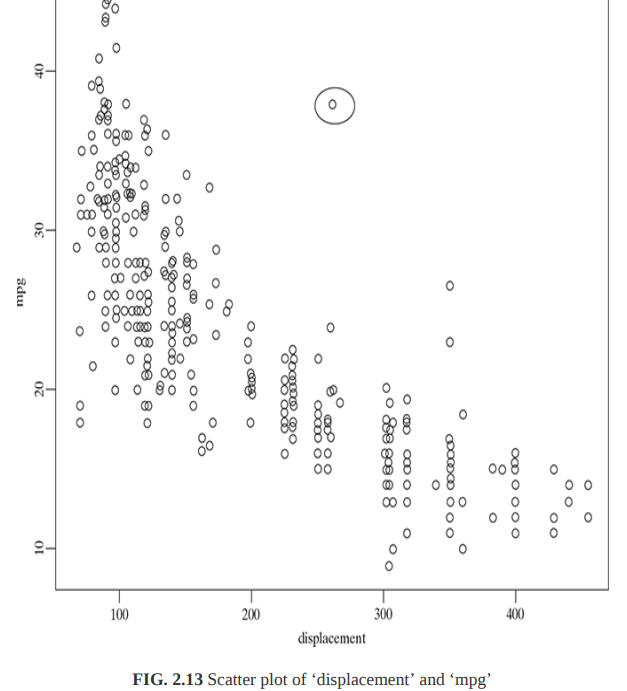 40
30
mpg
20
10
100 200 300 400
displacement
FIG. 2.13 Scatter plot of ‘displacement’ and ‘mpg’